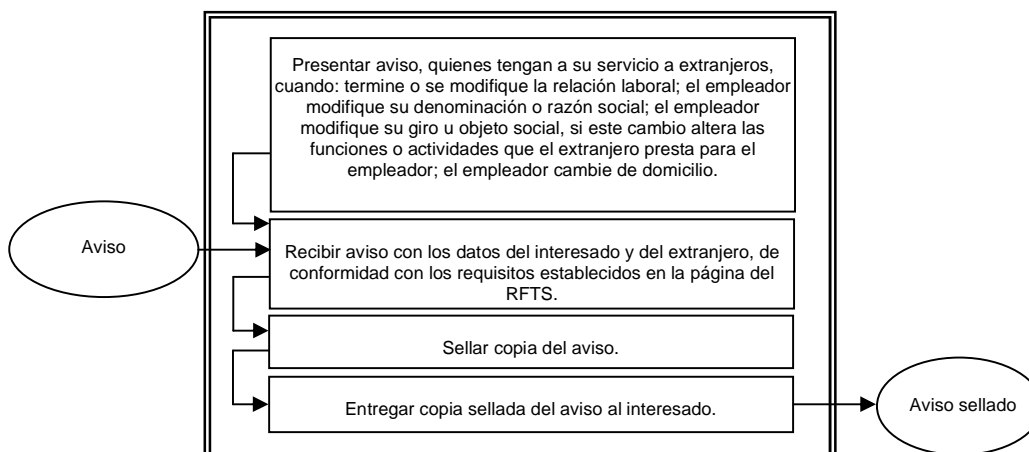 Presentar aviso, quienes tengan a su servicio a extranjeros,
cuando: termine o se modifique la relación laboral; el empleador
modifique su denominación o razón social; el empleador
modifique su giro u objeto social, si este cambio altera las
funciones o actividades que el extranjero presta para el
empleador; el empleador cambie de domicilio.
Aviso
Recibir aviso con los datos del interesado y del extranjero, de
conformidad con los requisitos establecidos en la página del
RFTS.
Sellar copia del aviso.
Entregar copia sellada del aviso al interesado.
Aviso sellado